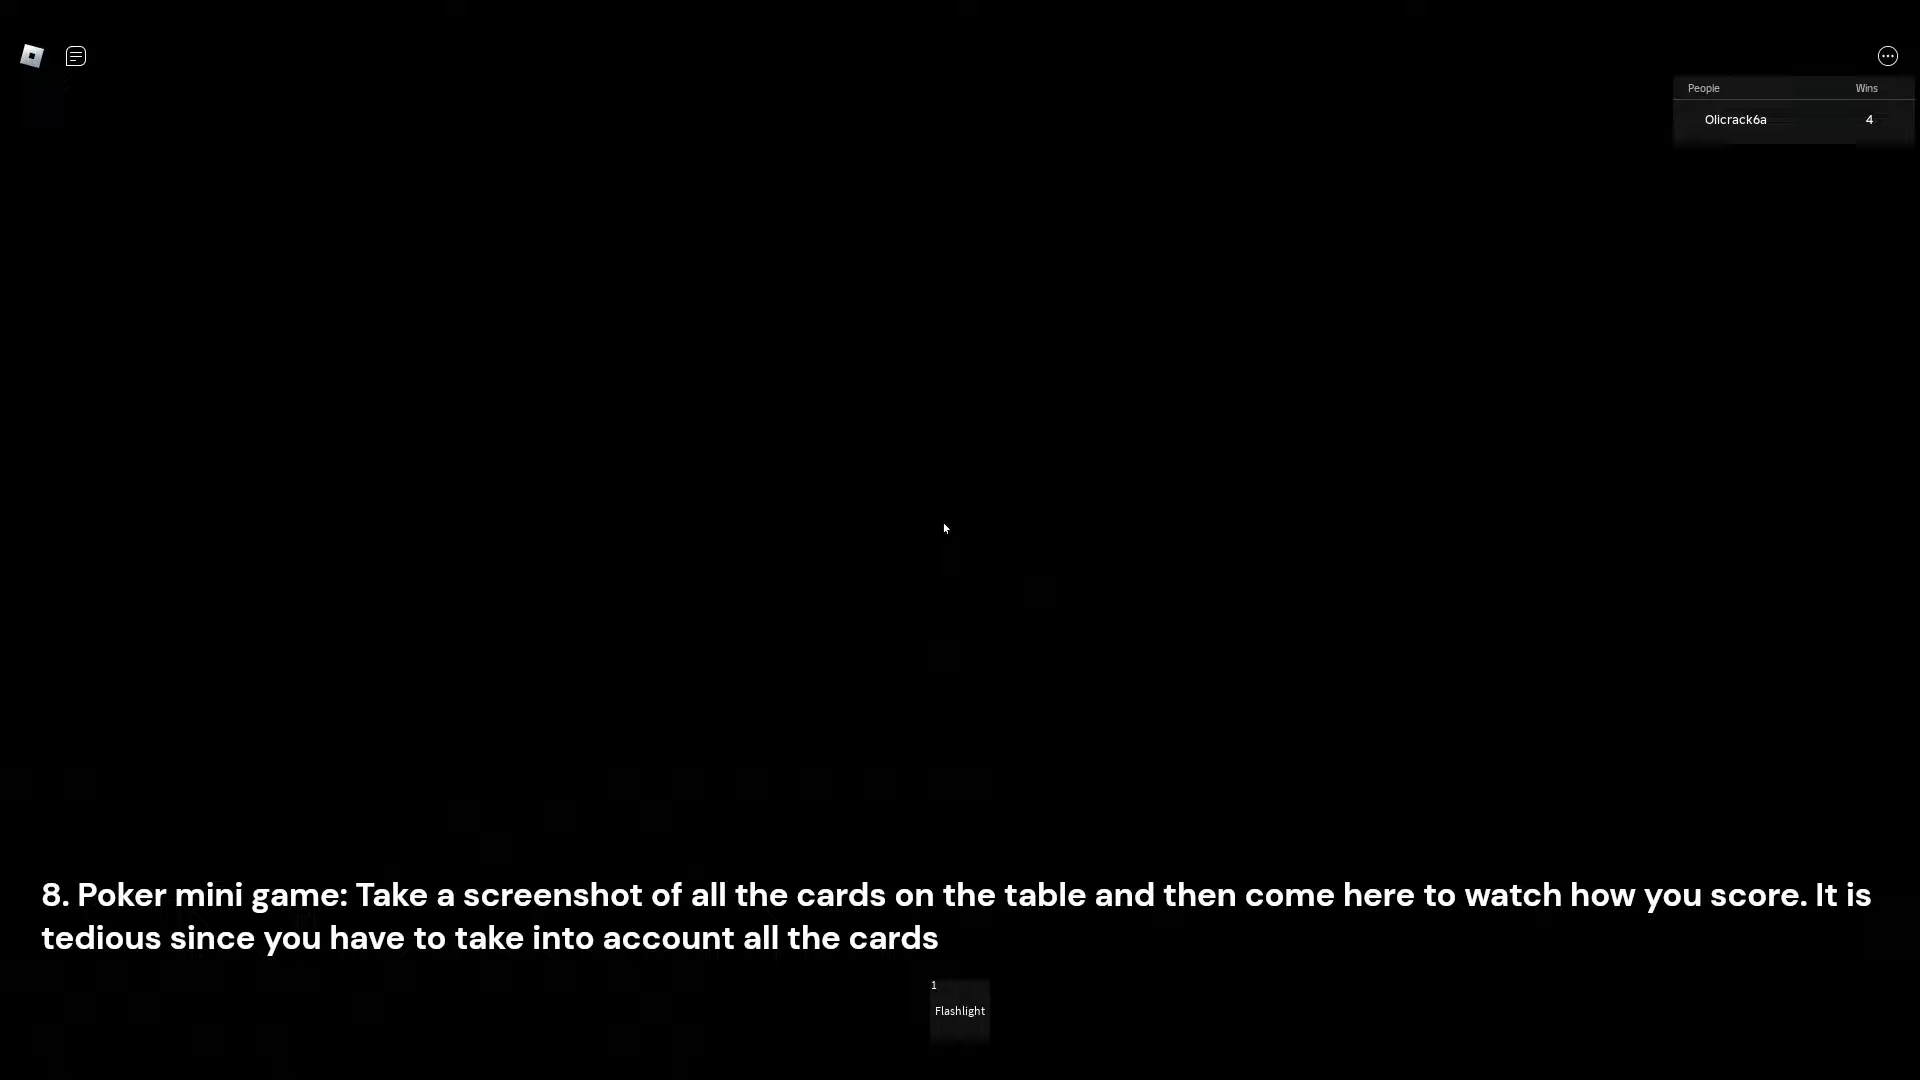 People Wins
Olicrack6a 4
8. Poker mini game: Take a screenshot of all the cards on the table and then come here to watch how you score. It is
tedious since you have to take into account all the cards
1
Flashlight